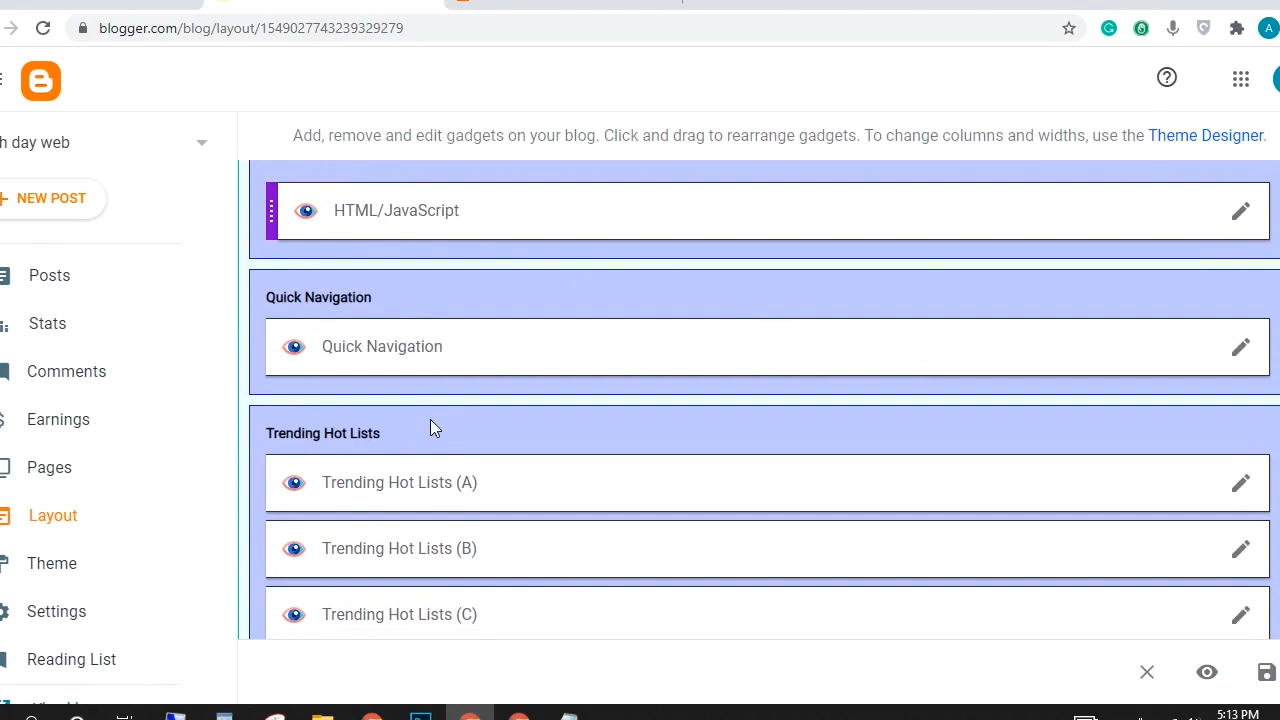 blogger.com/blog/layout/1549027743239329279
A
Add, remove and edit gadgets on your blog. Click and drag to rearrange gadgets. To change columns and widths, use the Theme Designer.
h day web
+ NEW POST
HTML/JavaScript
Posts
Quick Navigation
Stats
Quick Navigation
Comments
Earnings
Trending Hot Lists
Pages
Trending Hot Lists (A)
Layout
Trending Hot Lists (B)
Theme
Settings
Trending Hot Lists (C)
Reading List
5:13 PM